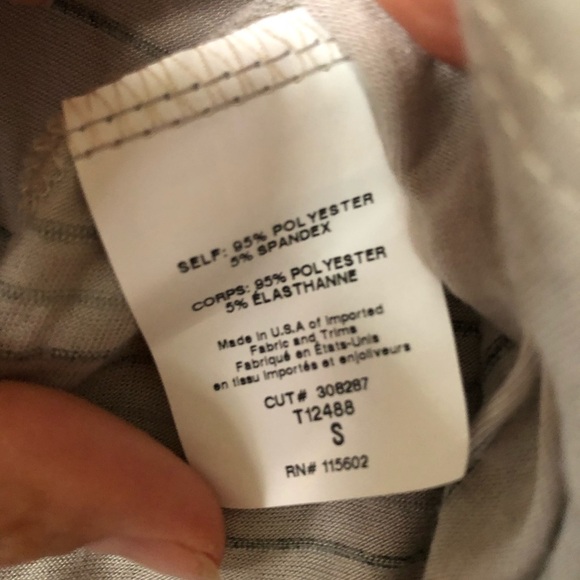 SELF: 95% POLYESTER
5% SPANDEX
CORPS: 95% POLYESTER
5% ÉLASTHANNE
Made in U.S.A of Imported
Fabric and Trims
Fabriqué en États-Unis
en tissu importés et enjoliveurs
CUT# 308287
T12488
S
RN# 115602